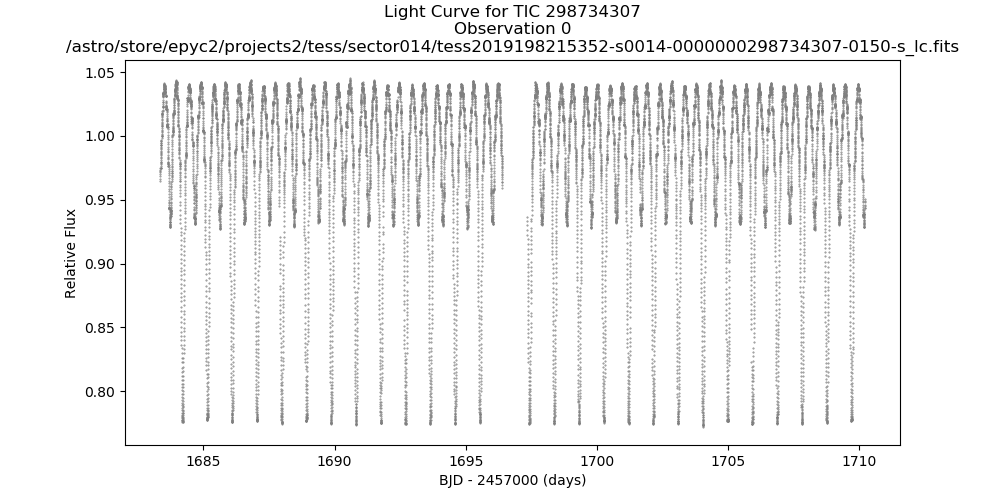 Light Curve for TIC 298734307
Observation 0
/astro/store/epyc2/projects2/tess/sector014/tess2019198215352-s0014-0000000298734307-0150-s_lc.fits
1.05
1.00
0.95
0.90
0.85
0.80
Relative Flux
1685
1690
1695
1700
1705
1710
BJD - 2457000 (days)